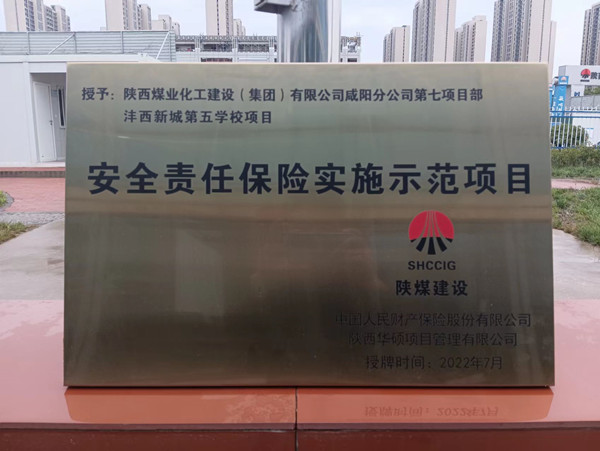 授予：陕西煤业化工建设（集团）有限公司咸阳分公司第七项目部
沣西新城第五学校项目
安全责任保险实施示范项目
SHCCIG
陕煤建设
中国人民财产保险股份有限公司
陕西华硕项目管理有限公司
授牌时间：2022年7月